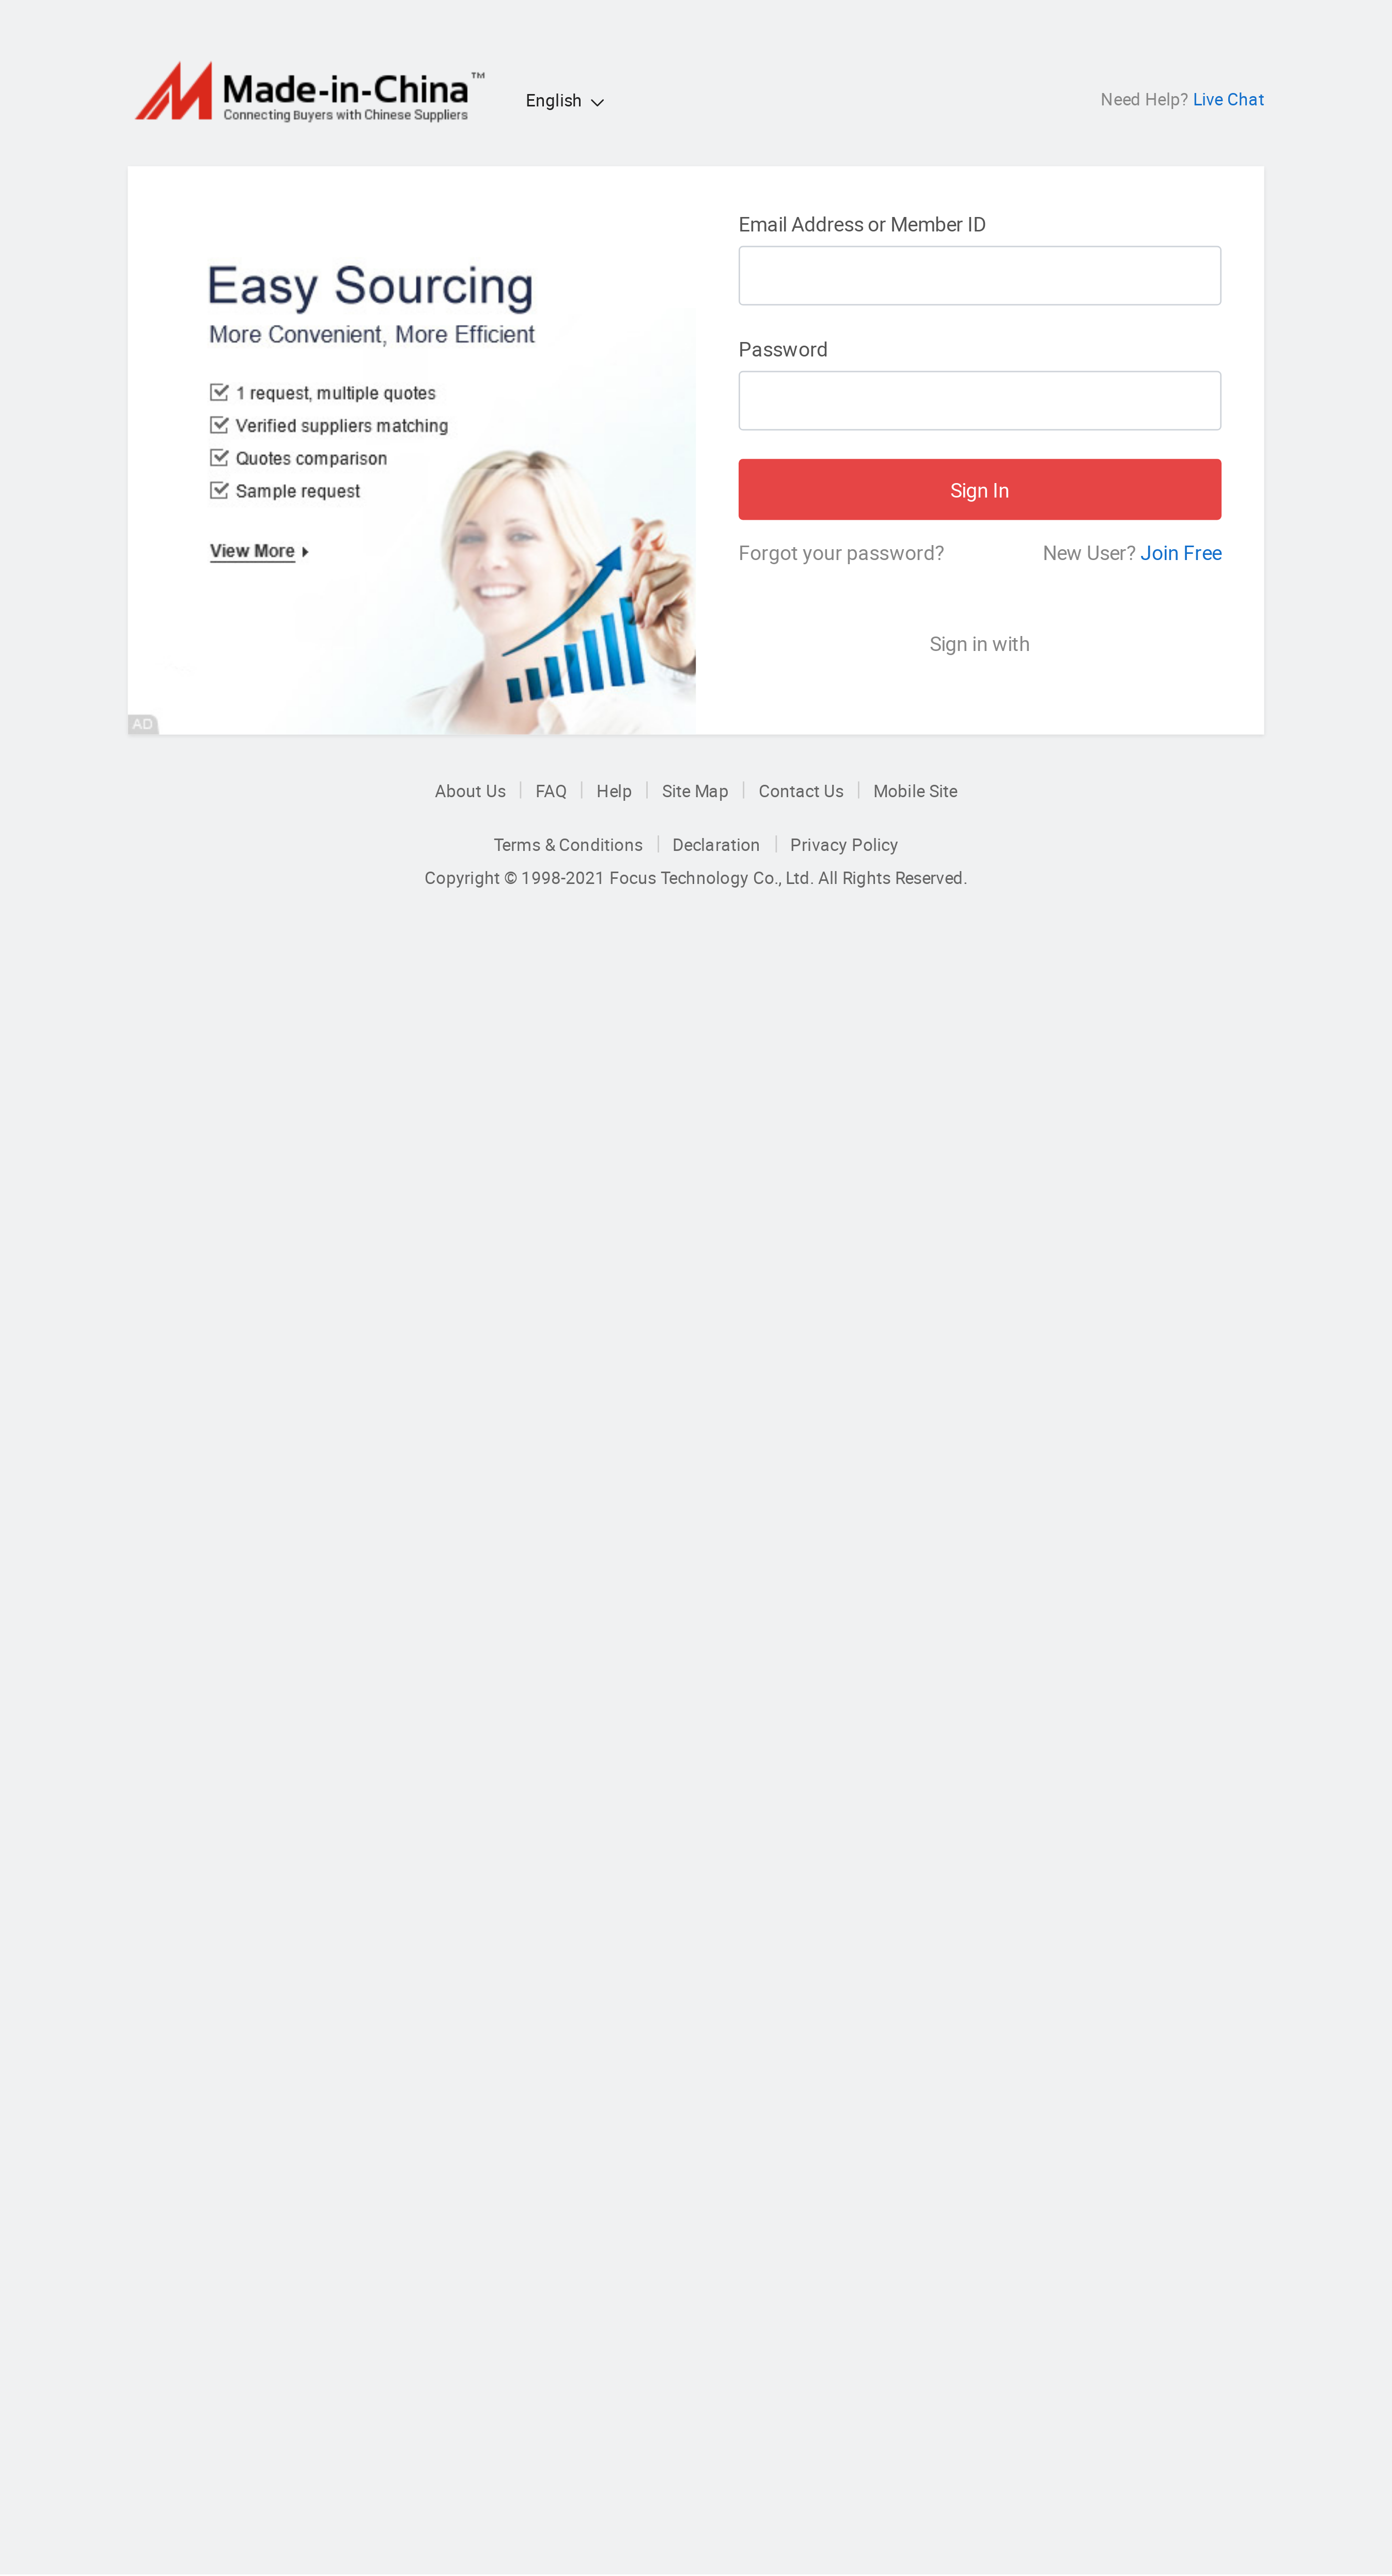 Made-in-China™
Connecting Buyers with Chinese Suppliers
English
Need Help? Live Chat
Easy Sourcing
More Convenient, More Efficient
1 request, multiple quotes
Verified suppliers matching
Quotes comparison
Sample request
View More
AD
Email Address or Member ID
Password
Sign In
Forgot your password? New User? Join Free
Sign in with
About Us FAQ Help Site Map Contact Us Mobile Site
Terms & Conditions Declaration Privacy Policy
Copyright © 1998-2021 Focus Technology Co., Ltd. All Rights Reserved.